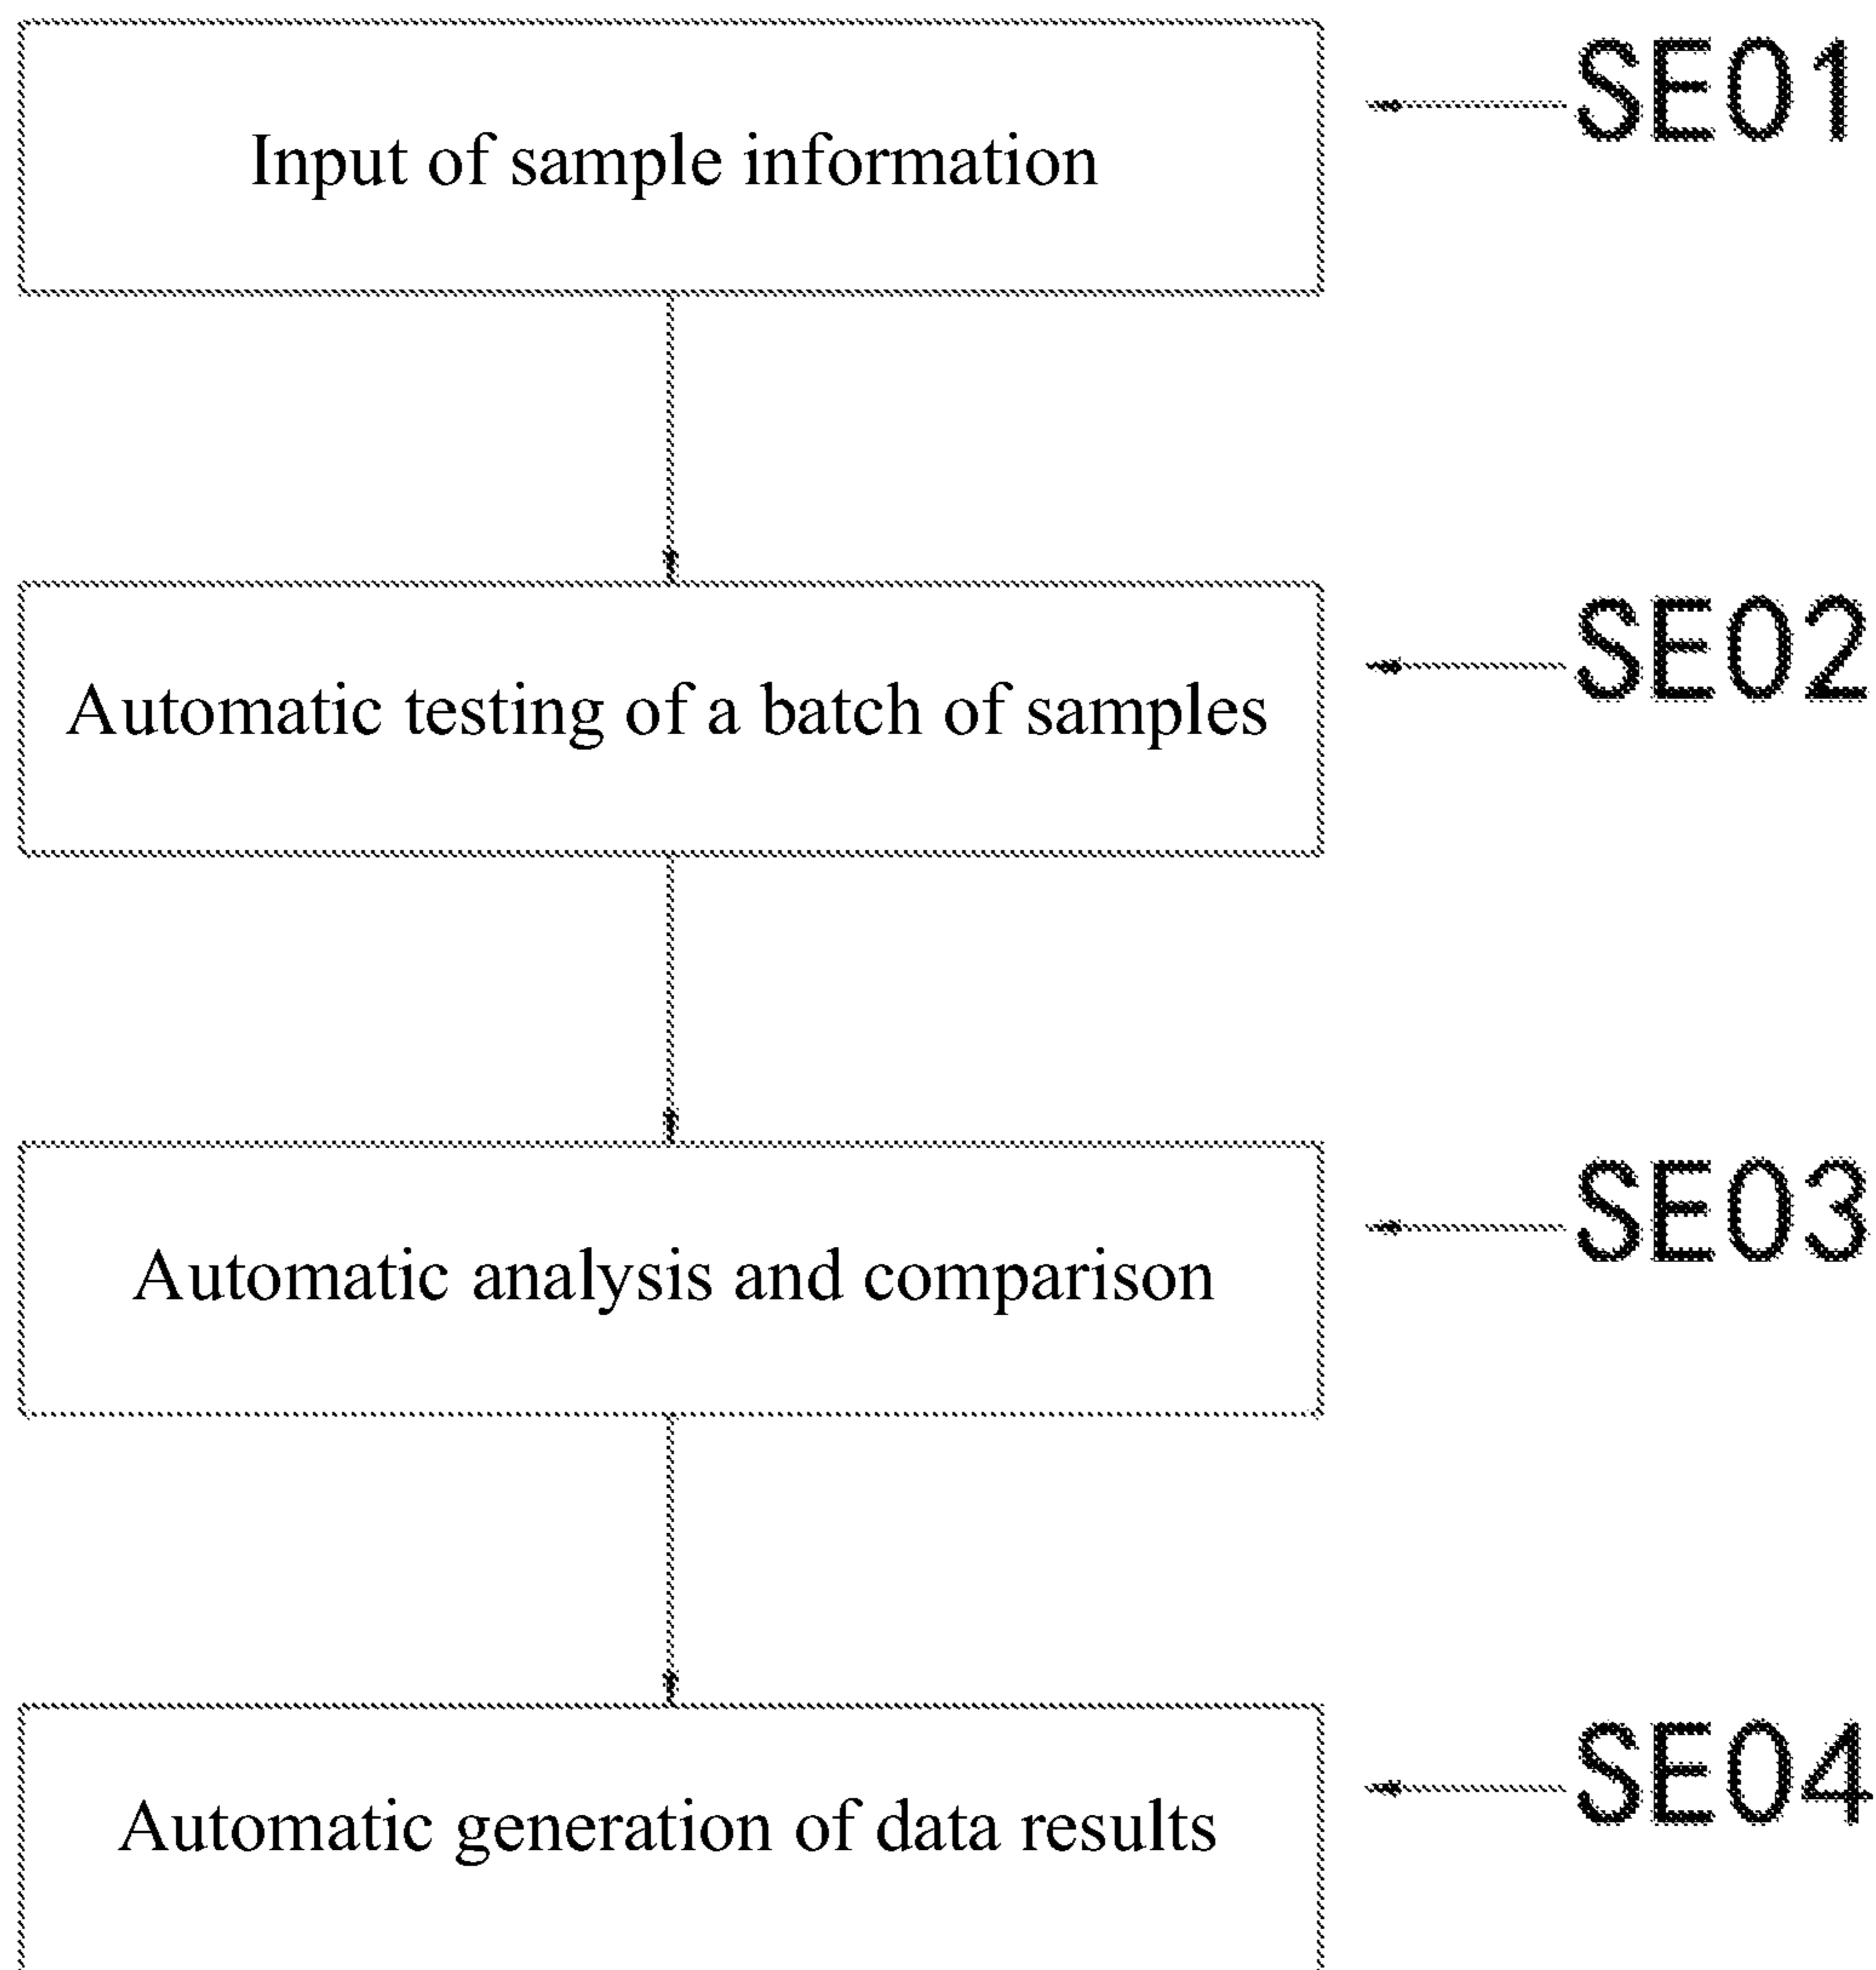 Input of sample information
SE01
Automatic testing of a batch of samples
SE02
Automatic analysis and comparison
SE03
Automatic generation of data results
SE04